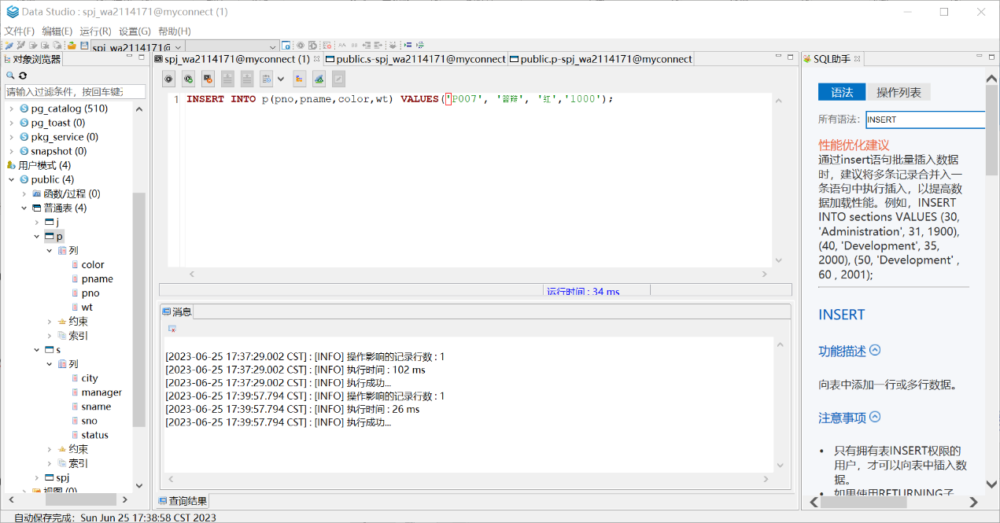 Data Studio : spj_wa2114171@myconnect (1)
文件(F) 编辑(E) 运行(R) 设置(G) 帮助(H)
spj_wa2114171@
对象浏览器
请输入过滤条件，按回车键
pg_catalog (510)
pg_toast (0)
pkg_service (0)
snapshot (0)
用户模式 (4)
public (4)
函数/过程 (0)
普通表 (4)
j
p
列
color
pname
pno
wt
约束
索引
s
列
city
manager
sname
sno
status
约束
索引
spj
视图 (0)
spj_wa2114171@myconnect (1) public.s-spj_wa2114171@myconnect public.p-spj_wa2114171@myconnect
1 INSERT INTO p(pno,pname,color,wt) VALUES('P007', '答辩', '红','1000');
运行时间 : 34 ms
消息
[2023-06-25 17:37:29.002 CST] : [INFO] 操作影响的记录行数 : 1
[2023-06-25 17:37:29.002 CST] : [INFO] 执行时间 : 102 ms
[2023-06-25 17:37:29.002 CST] : [INFO] 执行成功...
[2023-06-25 17:39:57.794 CST] : [INFO] 操作影响的记录行数 : 1
[2023-06-25 17:39:57.794 CST] : [INFO] 执行时间 : 26 ms
[2023-06-25 17:39:57.794 CST] : [INFO] 执行成功...
查询结果
SQL助手
语法 操作列表
所有语法: INSERT
性能优化建议
通过insert语句批量插入数据
时，建议将多条记录合并入一
条语句中执行插入，以提高数
据加载性能。例如，INSERT
INTO sections VALUES (30,
'Administration', 31, 1900),
(40, 'Development', 35,
2000), (50, 'Development' ,
60 , 2001);
INSERT
功能描述
向表中添加一行或多行数据。
注意事项
• 只有拥有表INSERT权限的
用户，才可以向表中插入数
据。
• 如果使用RETURNING子
自动保存完成：Sun Jun 25 17:38:58 CST 2023